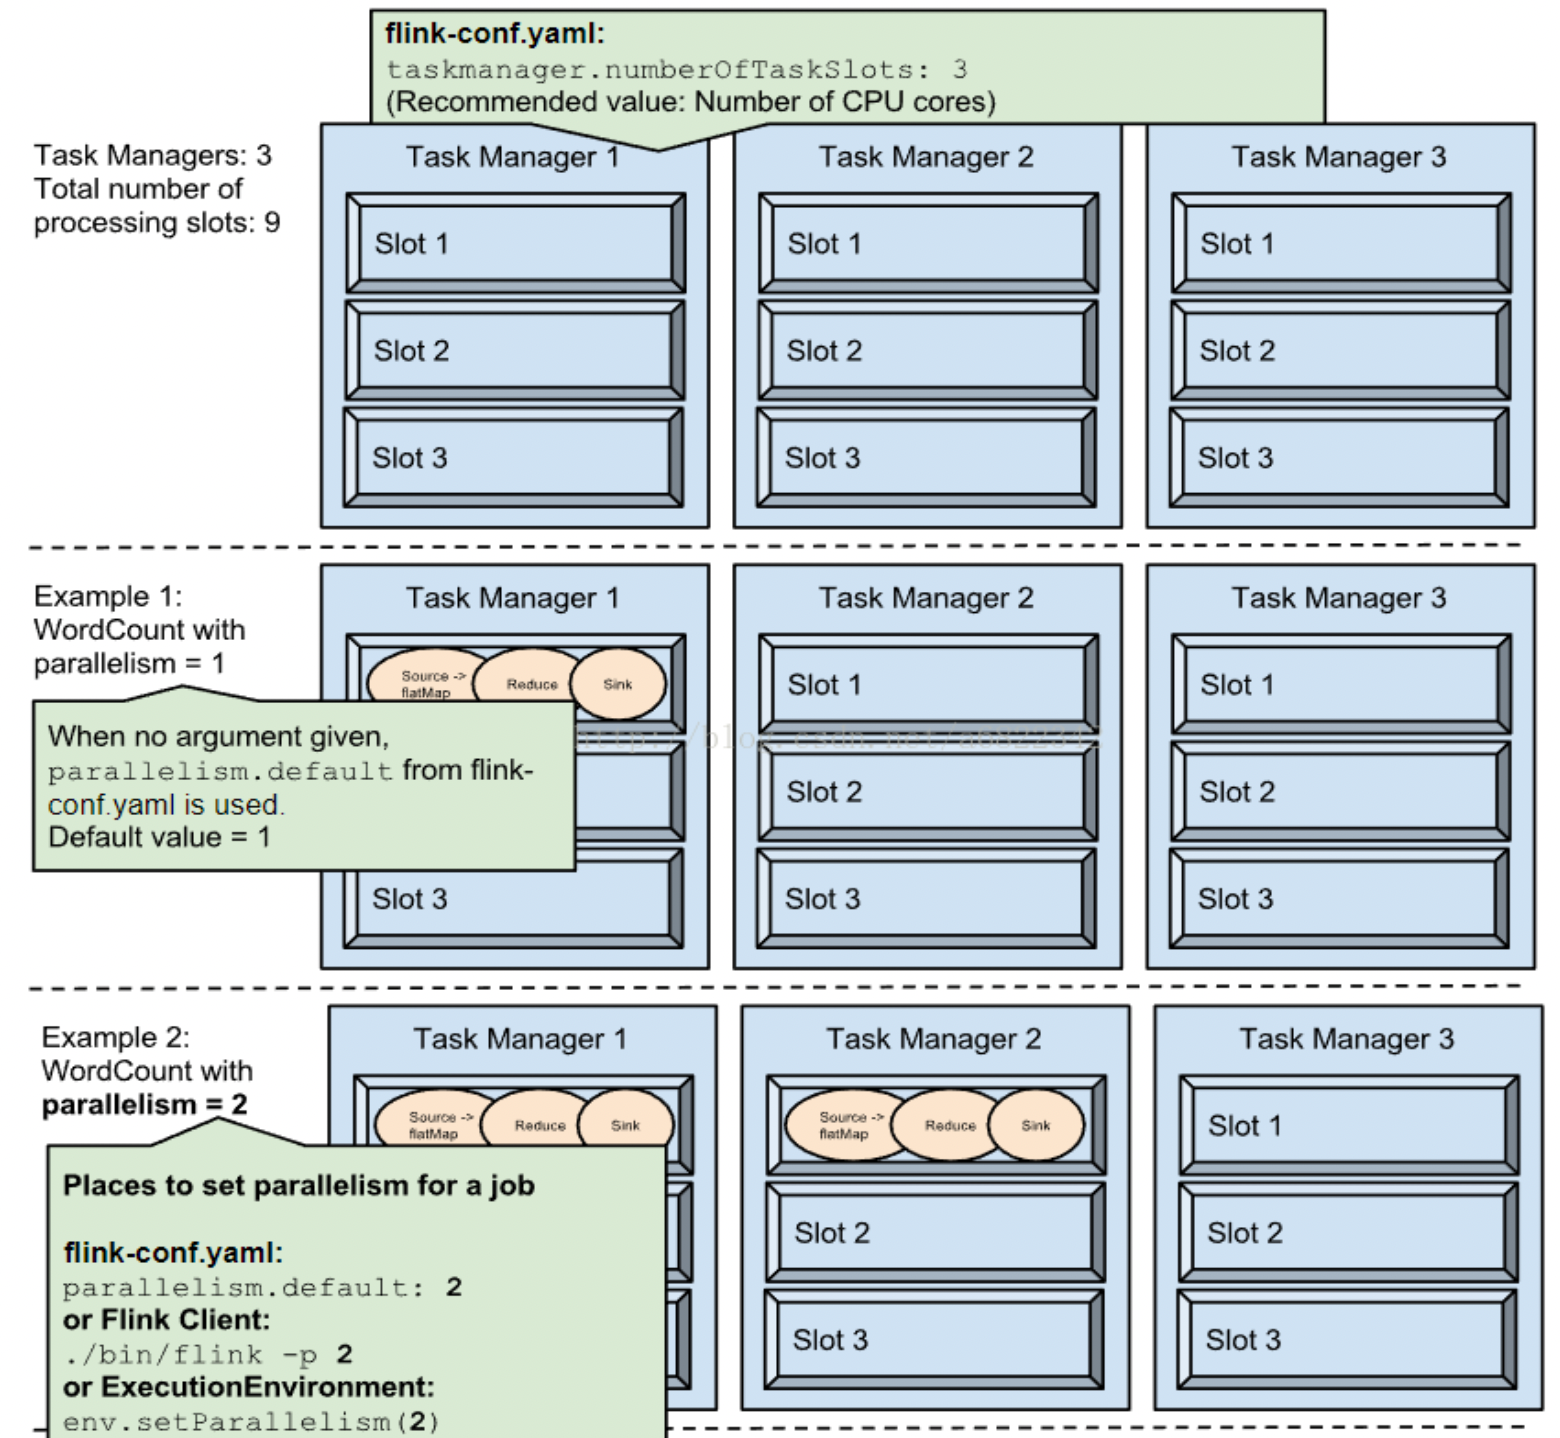 flink-conf.yaml:
taskmanager.numberOfTaskSlots: 3
(Recommended value: Number of CPU cores)
Task Managers: 3
Total number of
processing slots: 9
Task Manager 1
Slot 1
Slot 2
Slot 3
Task Manager 2
Slot 1
Slot 2
Slot 3
Task Manager 3
Slot 1
Slot 2
Slot 3
Example 1:
WordCount with
parallelism = 1
When no argument given,
parallelism.default from flink-
conf.yaml is used.
Default value = 1
Task Manager 1
Source ->
flatMap
Reduce
Sink
Slot 3
Task Manager 2
Slot 1
Slot 2
Slot 3
Task Manager 3
Slot 1
Slot 2
Slot 3
Example 2:
WordCount with
parallelism = 2
Places to set parallelism for a job
flink-conf.yaml:
parallelism.default: 2
or Flink Client:
./bin/flink -p 2
or ExecutionEnvironment:
env.setParallelism(2)
Task Manager 1
Source ->
flatMap
Reduce
Sink
Task Manager 2
Source ->
flatMap
Reduce
Sink
Slot 2
Slot 3
Task Manager 3
Slot 1
Slot 2
Slot 3